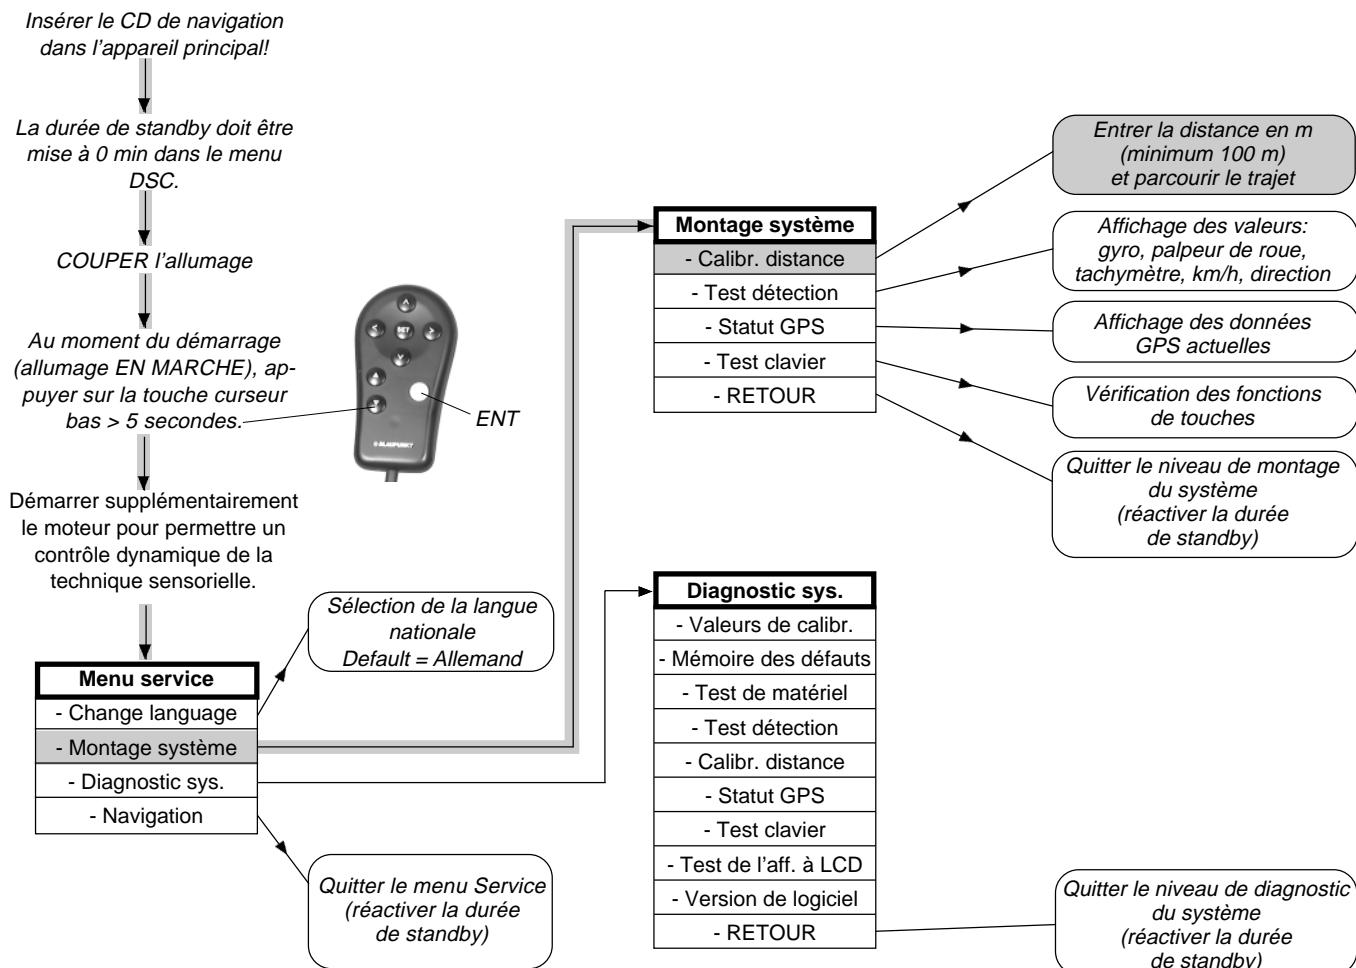 Insérer le CD de navigation
dans l'appareil principal!
La durée de standby doit être
mise à 0 min dans le menu
DSC.
COUPER l'allumage
Au moment du démarrage
(allumage EN MARCHE), ap-
puyer sur la touche curseur
bas > 5 secondes.
SET
BLAUPUNKT
ENT
Démarrer supplémentairement
le moteur pour permettre un
contrôle dynamique de la
technique sensorielle.
Menu service
- Change language
- Montage système
- Diagnostic sys.
- Navigation
Sélection de la langue
nationale
Default = Allemand
Quitter le menu Service
(réactiver la durée
de standby)
Montage système
- Calibr. distance
- Test détection
- Statut GPS
- Test clavier
- RETOUR
Entrer la distance en m
(minimum 100 m)
et parcourir le trajet
Affichage des valeurs:
gyro, palpeur de roue,
tachymètre, km/h, direction
Affichage des données
GPS actuelles
Vérification des fonctions
de touches
Quitter le niveau de montage
du système
(réactiver la durée
de standby)
Diagnostic sys.
- Valeurs de calibr.
- Mémoire des défauts
- Test de matériel
- Test détection
- Calibr. distance
- Statut GPS
- Test clavier
- Test de l'aff. à LCD
- Version de logiciel
- RETOUR
Quitter le niveau de diagnostic
du système
(réactiver la durée
de standby)